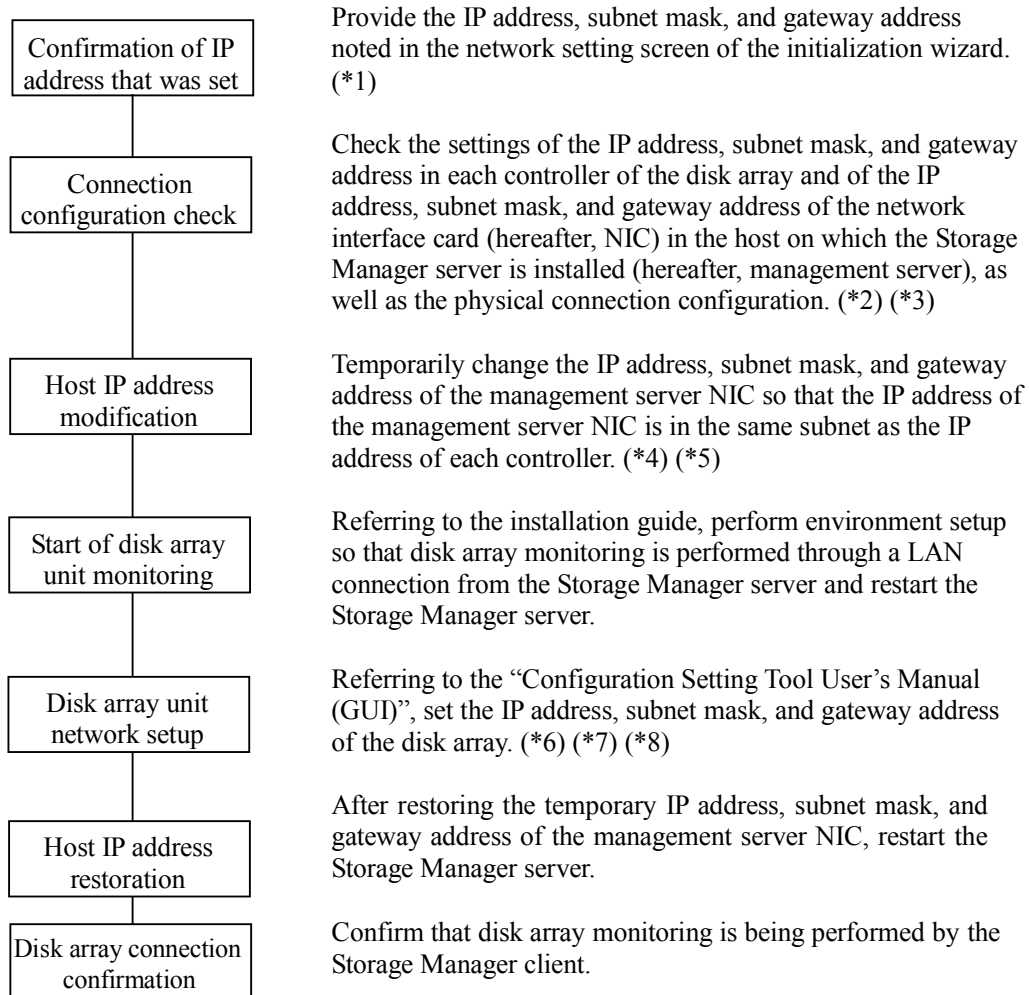 Confirmation of IP
address that was set
Provide the IP address, subnet mask, and gateway address
noted in the network setting screen of the initialization wizard.
(*1)
Connection
configuration check
Check the settings of the IP address, subnet mask, and gateway
address in each controller of the disk array and of the IP
address, subnet mask, and gateway address of the network
interface card (hereafter, NIC) in the host on which the Storage
Manager server is installed (hereafter, management server), as
well as the physical connection configuration. (*2) (*3)
Host IP address
modification
Temporarily change the IP address, subnet mask, and gateway
address of the management server NIC so that the IP address of
the management server NIC is in the same subnet as the IP
address of each controller. (*4) (*5)
Start of disk array
unit monitoring
Referring to the installation guide, perform environment setup
so that disk array monitoring is performed through a LAN
connection from the Storage Manager server and restart the
Storage Manager server.
Disk array unit
network setup
Referring to the “Configuration Setting Tool User’s Manual
(GUI)”, set the IP address, subnet mask, and gateway address
of the disk array. (*6) (*7) (*8)
Host IP address
restoration
After restoring the temporary IP address, subnet mask, and
gateway address of the management server NIC, restart the
Storage Manager server.
Disk array connection
confirmation
Confirm that disk array monitoring is being performed by the
Storage Manager client.